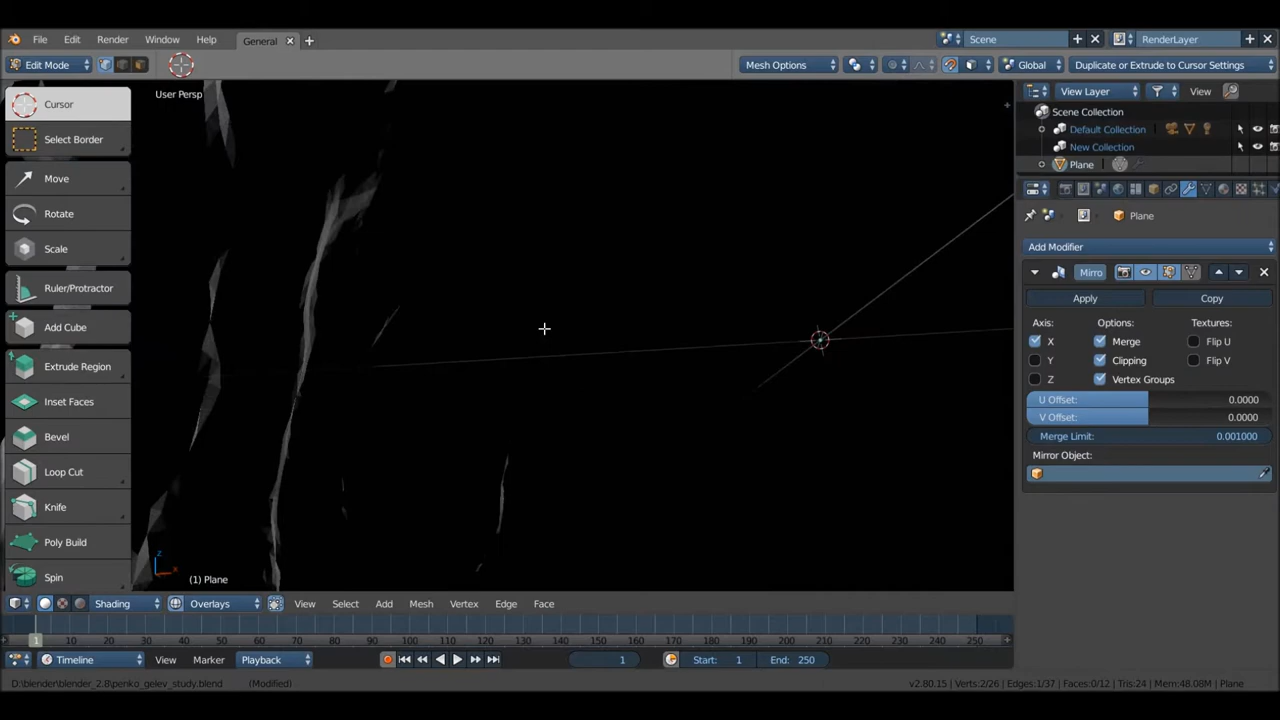 File Edit Render Window Help General Scene RenderLayer
Edit Mode Mesh Options Global Duplicate or Extrude to Cursor Settings
User Persp
View Layer View
Scene Collection
Default Collection
New Collection
Plane
Plane
Add Modifier
Mirro
Apply Copy
Axis: Options: Textures:
X Merge Flip U
Y Clipping Flip V
Z Vertex Groups
U Offset: 0.0000
V Offset: 0.0000
Merge Limit: 0.001000
Mirror Object:
Cursor
Select Border
Move
Rotate
Scale
Ruler/Protractor
Add Cube
Extrude Region
Inset Faces
Bevel
Loop Cut
Knife
Poly Build
Spin
z
x
(1) Plane
Shading Overlays View Select Add Mesh Vertex Edge Face
1 10 20 30 40 50 60 70 80 90 100 110 120 130 140 150 160 170 180 190 200 210 220 230 240 250
Timeline View Marker Playback 1 Start: 1 End: 250
D:\blender\blender_2.8\penko_gelev_study.blend (Modified) v2.80.15 | Verts:2/26 | Edges:1/37 | Faces:0/12 | Tris:24 | Mem:48.08M | Plane